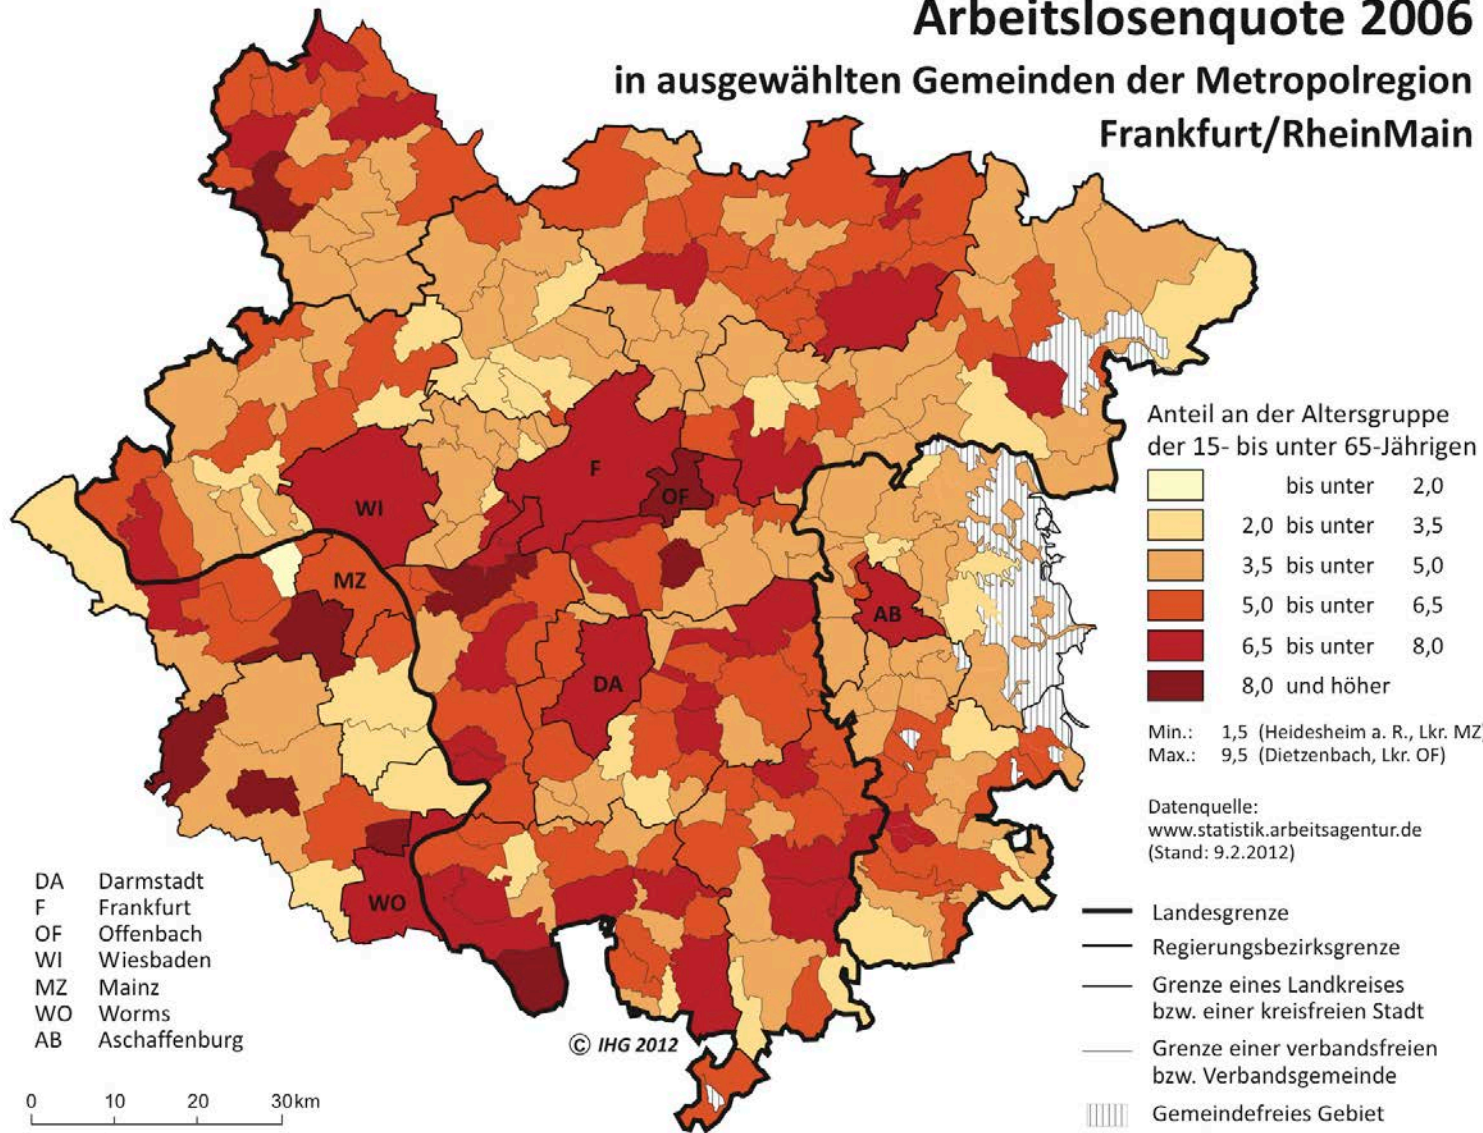 Arbeitslosenquote 2006
in ausgewählten Gemeinden der Metropolregion
Frankfurt/RheinMain
Anteil an der Altersgruppe
der 15- bis unter 65-Jährigen
bis unter 2,0
2,0 bis unter 3,5
3,5 bis unter 5,0
5,0 bis unter 6,5
6,5 bis unter 8,0
8,0 und höher
Min.: 1,5 (Heidesheim a. R., Lkr. MZ)
Max.: 9,5 (Dietzenbach, Lkr. OF)
Datenquelle:
www.statistik.arbeitsagentur.de
(Stand: 9.2.2012)
Landesgrenze
Regierungsbezirksgrenze
Grenze eines Landkreises
bzw. einer kreisfreien Stadt
Grenze einer verbandsfreien
bzw. Verbandsgemeinde
Gemeindefreies Gebiet
F
OF
WI
MZ
AB
DA
WO
DA Darmstadt
F Frankfurt
OF Offenbach
WI Wiesbaden
MZ Mainz
WO Worms
AB Aschaffenburg
© IHG 2012
0 10 20 30km